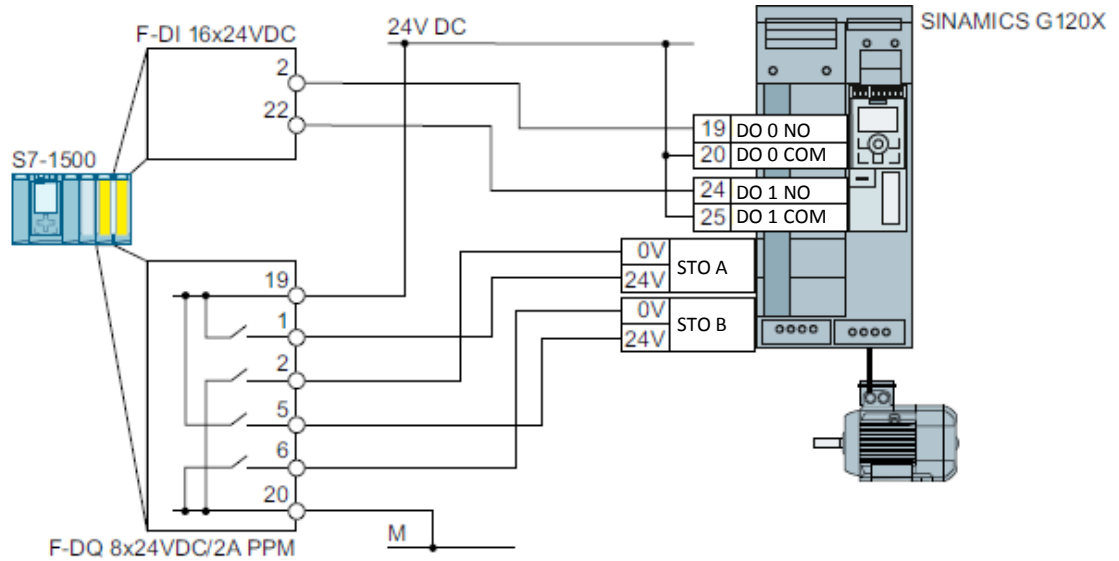 F-DI 16x24VDC
24V DC
SINAMICS G120X
2
22
19 DO 0 NO
20 DO 0 COM
S7-1500
24 DO 1 NO
25 DO 1 COM
0V
STO A
24V
19
0V
STO B
24V
1
2
5
6
20
M
F-DQ 8x24VDC/2A PPM